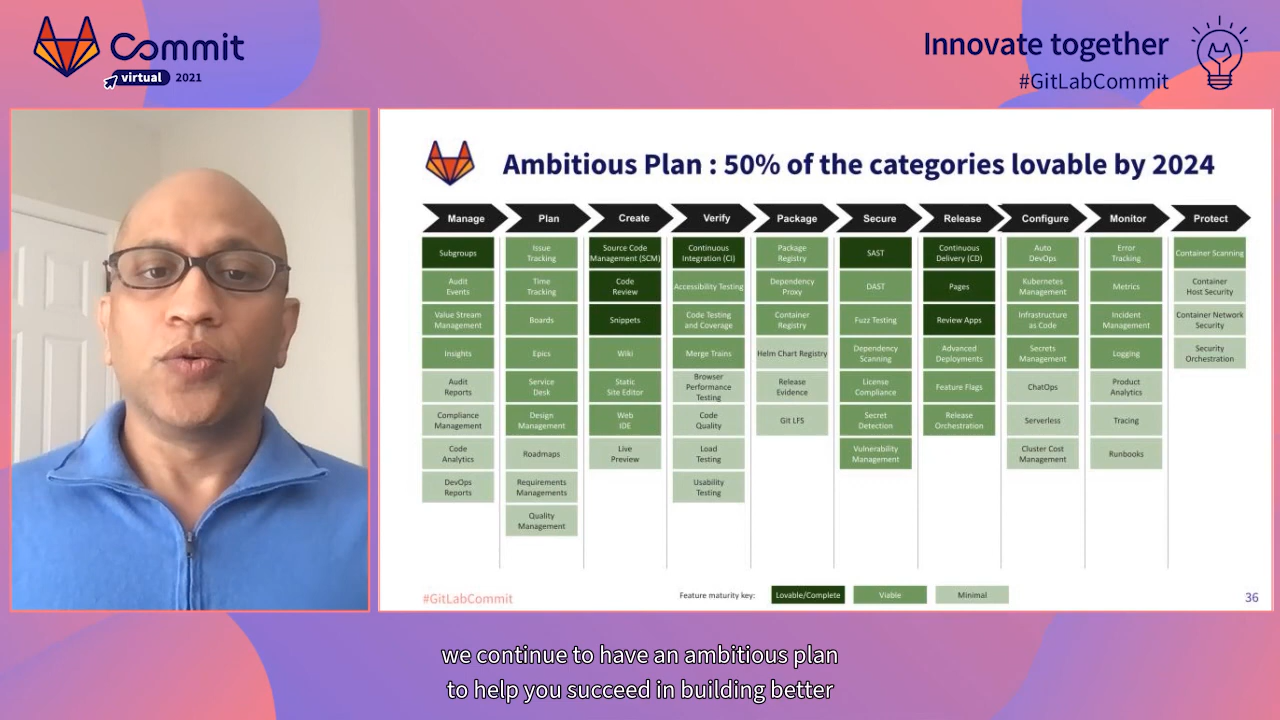 Commit
virtual 2021
Innovate together
#GitLabCommit
Ambitious Plan : 50% of the categories lovable by 2024
Manage
Plan
Create
Verify
Package
Secure
Release
Configure
Monitor
Protect
Subgroups
Audit
Events
Value Stream
Management
Insights
Audit
Reports
Compliance
Management
Code
Analytics
DevOps
Reports
Issue
Tracking
Time
Tracking
Boards
Epics
Service
Desk
Design
Management
Roadmaps
Requirements
Managements
Quality
Management
Source Code
Management (SCM)
Code
Review
Snippets
Wiki
Static
Site Editor
Web
IDE
Live
Preview
Continuous
Integration (CI)
Accessibility Testing
Code Testing
and Coverage
Merge Trains
Browser
Performance
Testing
Code
Quality
Load
Testing
Usability
Testing
Package
Registry
Dependency
Proxy
Container
Registry
Helm Chart Registry
Release
Evidence
Git LFS
SAST
DAST
Fuzz Testing
Dependency
Scanning
License
Compliance
Secret
Detection
Vulnerability
Management
Continuous
Delivery (CD)
Pages
Review Apps
Advanced
Deployments
Feature Flags
Release
Orchestration
Auto
DevOps
Kubernetes
Management
Infrastructure
as Code
Secrets
Management
ChatOps
Serverless
Cluster Cost
Management
Error
Tracking
Metrics
Incident
Management
Logging
Product
Analytics
Tracing
Runbooks
Container Scanning
Container
Host Security
Container Network
Security
Security
Orchestration
#GitLabCommit
Feature maturity key:
Lovable/Complete
Viable
Minimal
36
we continue to have an ambitious plan
to help you succeed in building better